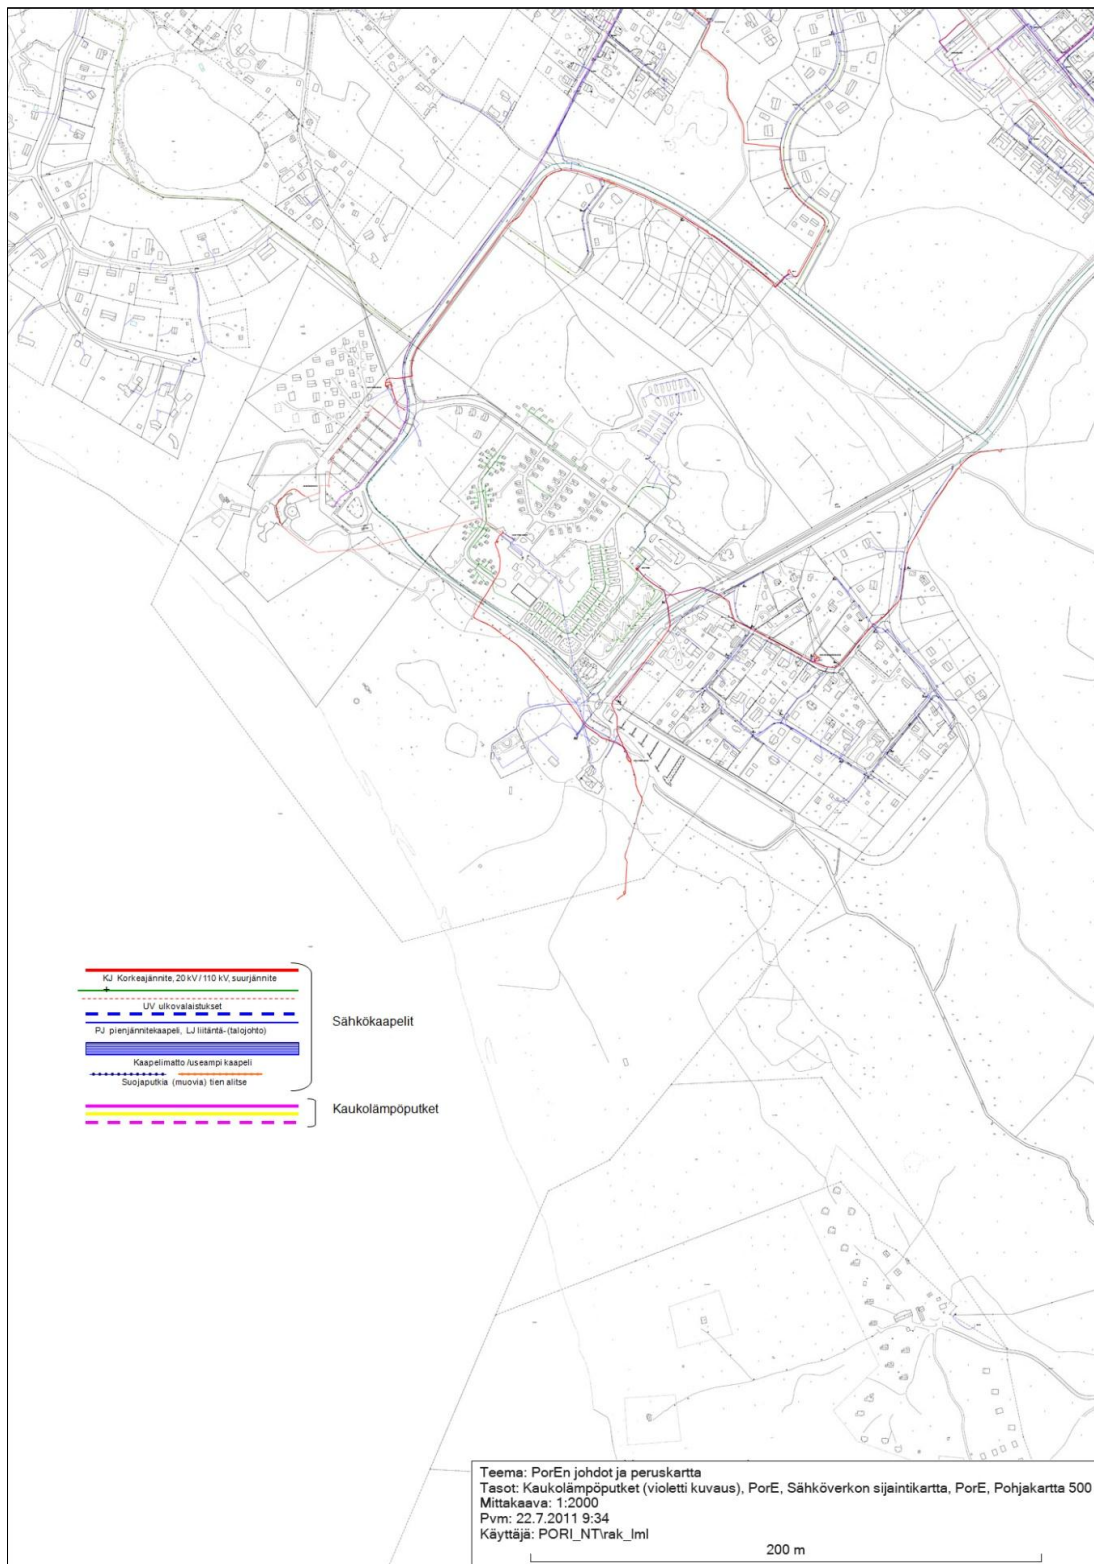 KJ Korkeajännite, 20 kV / 110 kV, suurjännite
UV ulkovalaistukset
PJ pienjännitekaapeli, LJ liitäntä-(talojohto)
Kaapelimatto /useampi kaapeli
Suojaputkia (muovia) tien alitse
Sähkökaapelit
Kaukolämpöputket
Teema: PorEn johdot ja peruskartta
Tasot: Kaukolämpöputket (violetti kuvaus), PorE, Sähköverkon sijaintikartta, PorE, Pohjakartta 500
Mittakaava: 1:2000
Pvm: 22.7.2011 9:34
Käyttäjä: PORI_NT\rak_lml
200 m